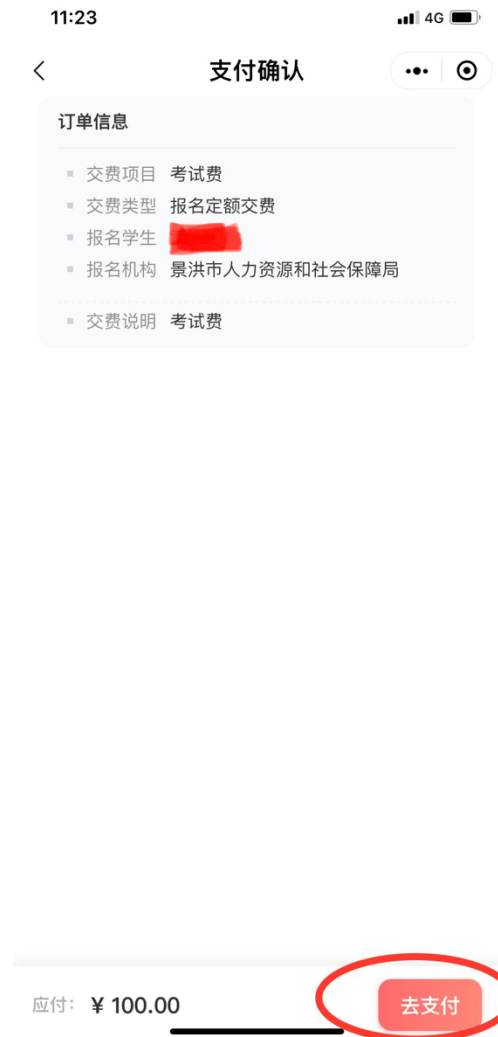 11:23 4G
支付确认
订单信息
交费项目 考试费
交费类型 报名定额交费
报名学生
报名机构 景洪市人力资源和社会保障局
交费说明 考试费
应付: ¥ 100.00 去支付